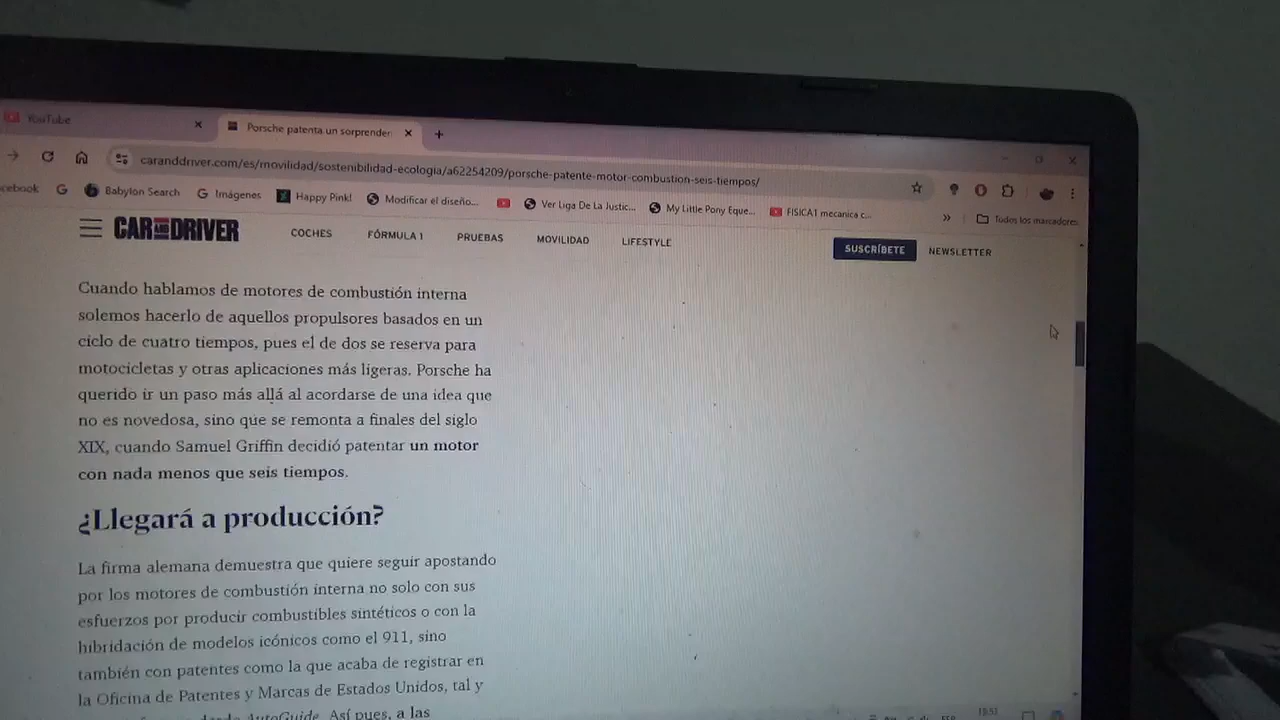 YouTube
Porsche patenta un sorprenden
caranddriver.com/es/movilidad/sostenibilidad-ecologia/a62254209/porsche-patente-motor-combustion-seis-tiempos/
cebook
Babylon Search
Imágenes
Happy Pink!
Modificar el diseño...
Ver Liga De La Justic...
My Little Pony Eque...
FISICA1 mecanica c...
Todos los marcadores
CAR AND DRIVER
COCHES
FÓRMULA 1
PRUEBAS
MOVILIDAD
LIFESTYLE
SUSCRÍBETE
NEWSLETTER
Cuando hablamos de motores de combustión interna
solemos hacerlo de aquellos propulsores basados en un
ciclo de cuatro tiempos, pues el de dos se reserva para
motocicletas y otras aplicaciones más ligeras. Porsche ha
querido ir un paso más allá al acordarse de una idea que
no es novedosa, sino que se remonta a finales del siglo
XIX, cuando Samuel Griffin decidió patentar un motor
con nada menos que seis tiempos.
¿Llegará a producción?
La firma alemana demuestra que quiere seguir apostando
por los motores de combustión interna no solo con sus
esfuerzos por producir combustibles sintéticos o con la
hibridación de modelos icónicos como el 911, sino
también con patentes como la que acaba de registrar en
la Oficina de Patentes y Marcas de Estados Unidos, tal y
AutoGuide. Así pues, a las